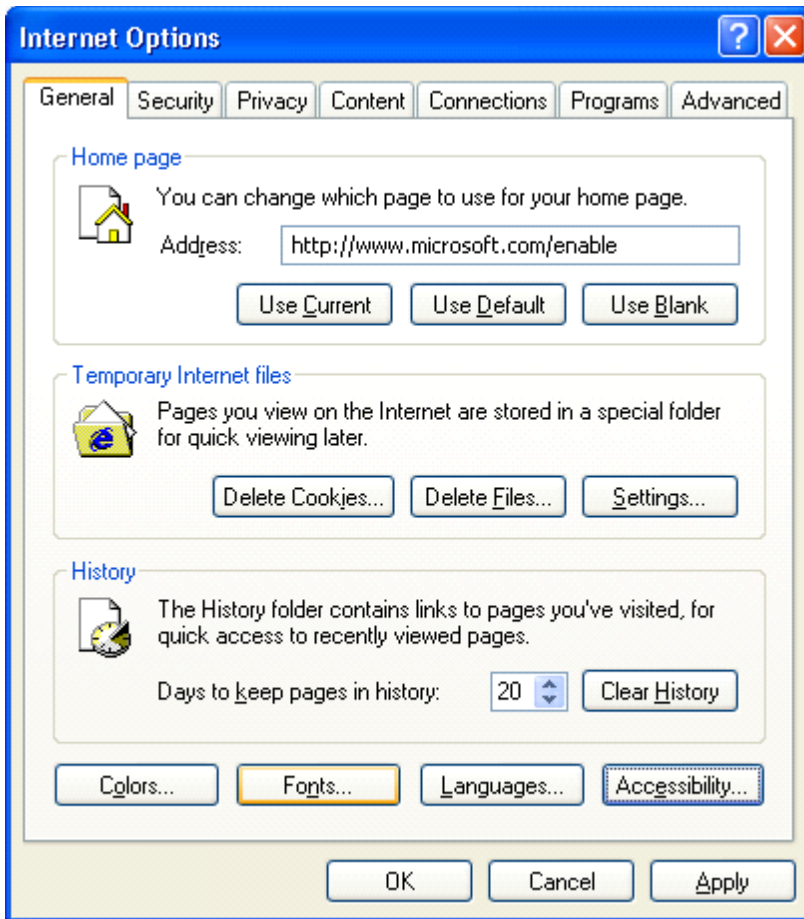 Internet Options
General Security Privacy Content Connections Programs Advanced
Home page
You can change which page to use for your home page.
Address: http://www.microsoft.com/enable
Use Current Use Default Use Blank
Temporary Internet files
Pages you view on the Internet are stored in a special folder
for quick viewing later.
Delete Cookies... Delete Files... Settings...
History
The History folder contains links to pages you've visited, for
quick access to recently viewed pages.
Days to keep pages in history: 20 Clear History
Colors... Fonts... Languages... Accessibility...
OK Cancel Apply